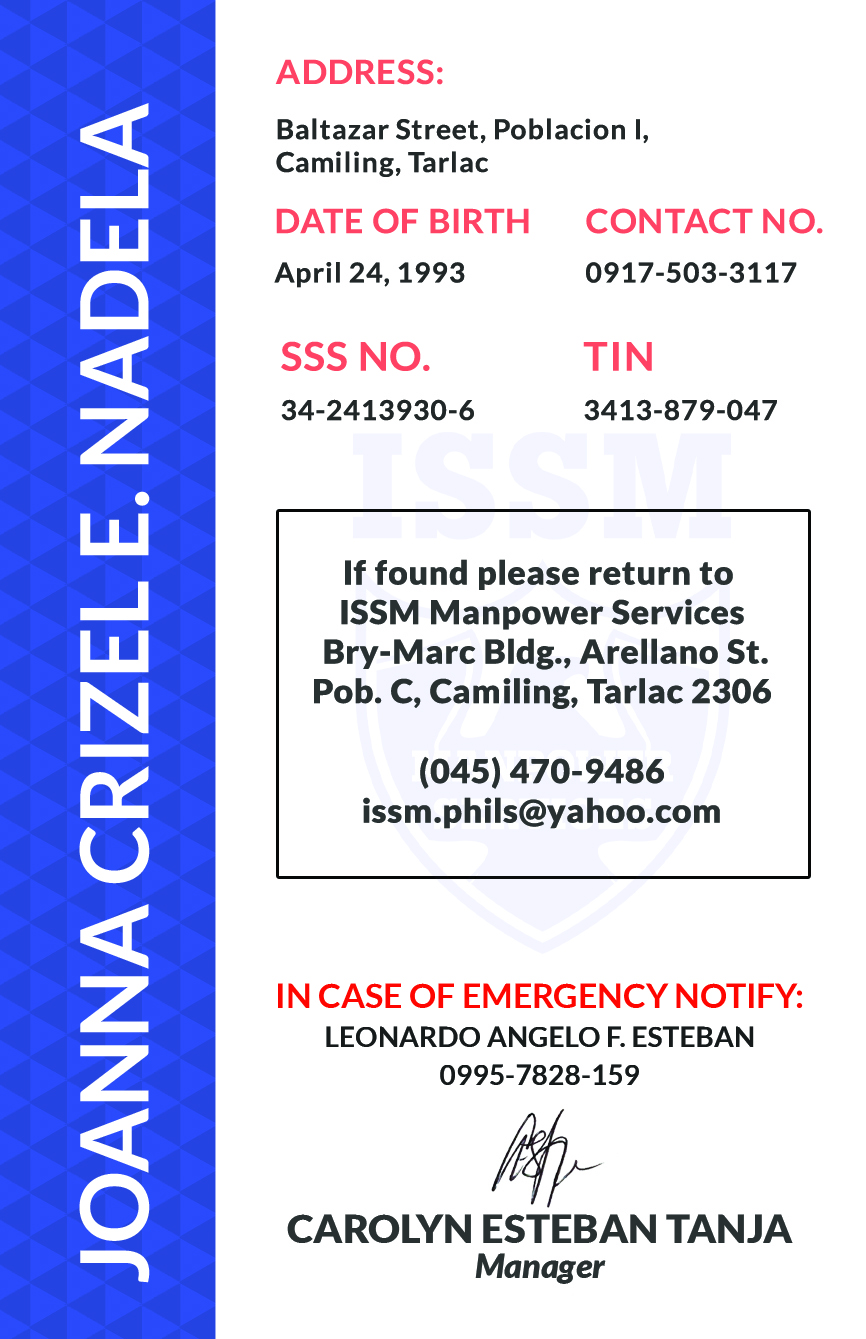 JOANNA CRIZEL E. NADELA
ADDRESS:
Baltazar Street, Poblacion I,
Camiling, Tarlac
DATE OF BIRTH
April 24, 1993
CONTACT NO.
0917-503-3117
SSS NO.
34-2413930-6
TIN
3413-879-047
ISSM
If found please return to
ISSM Manpower Services
Bry-Marc Bldg., Arellano St.
Pob. C, Camiling, Tarlac 2306
(045) 470-9486
issm.phils@yahoo.com
IN CASE OF EMERGENCY NOTIFY:
LEONARDO ANGELO F. ESTEBAN
0995-7828-159
CAROLYN ESTEBAN TANJA
Manager